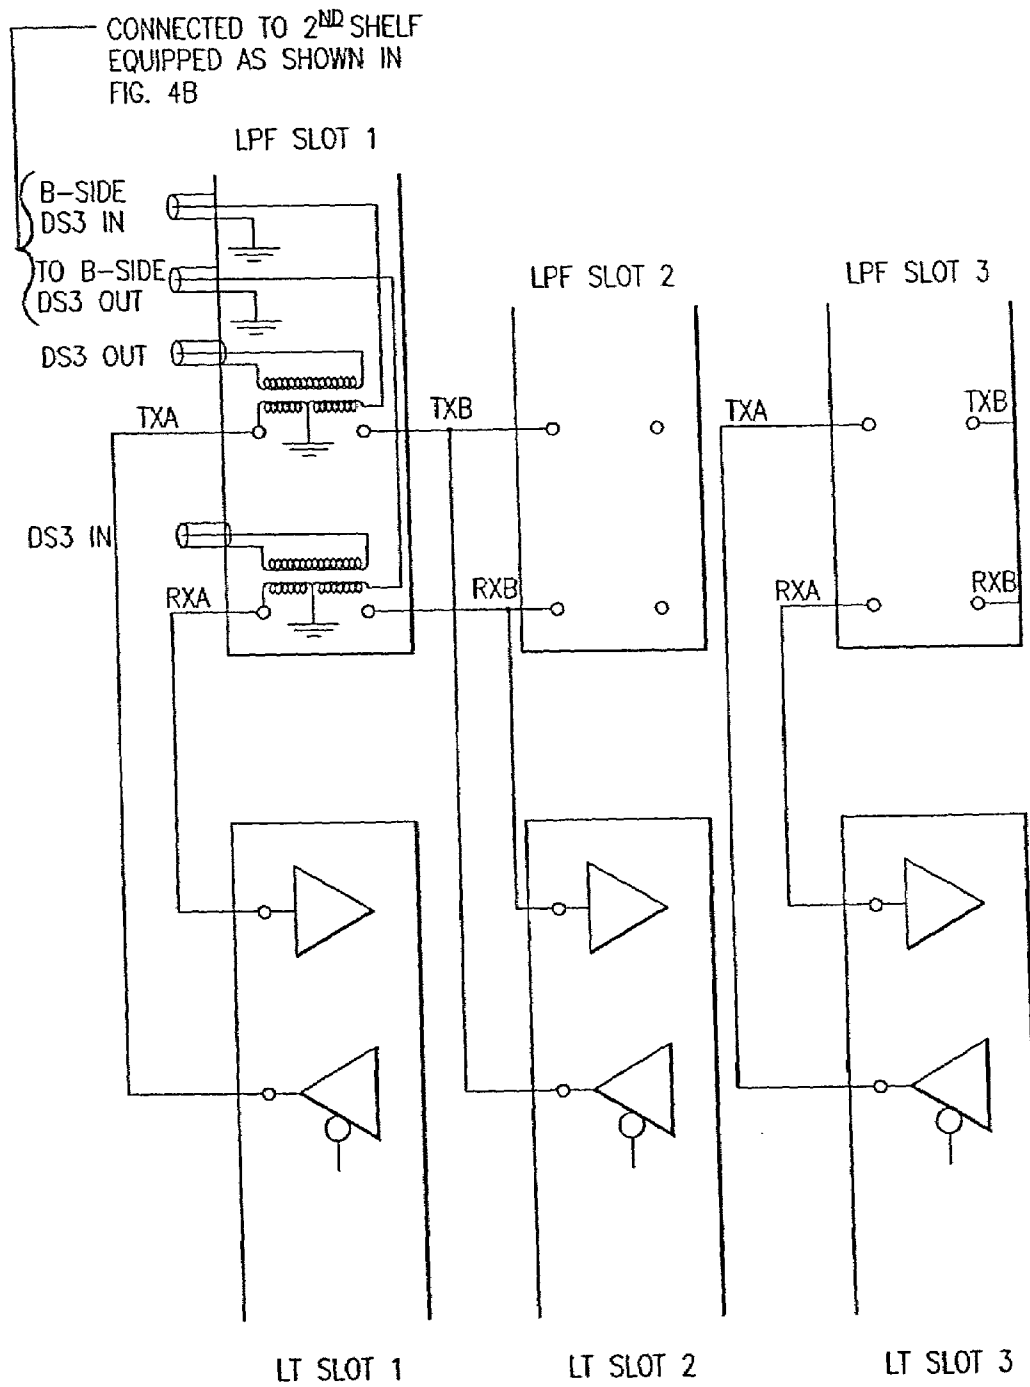 CONNECTED TO 2ND SHELF
EQUIPPED AS SHOWN IN
FIG. 4B
LPF SLOT 1
B-SIDE
DS3 IN
TO B-SIDE
DS3 OUT
LPF SLOT 2
LPF SLOT 3
DS3 OUT
TXA
TXB
TXA
TXB
DS3 IN
RXA
RXB
RXA
RXB
LT SLOT 1
LT SLOT 2
LT SLOT 3